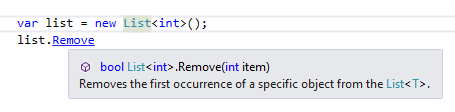 var list = new List<int>();
list.Remove
bool List<int>.Remove(int item)
Removes the first occurrence of a specific object from the List<T>.